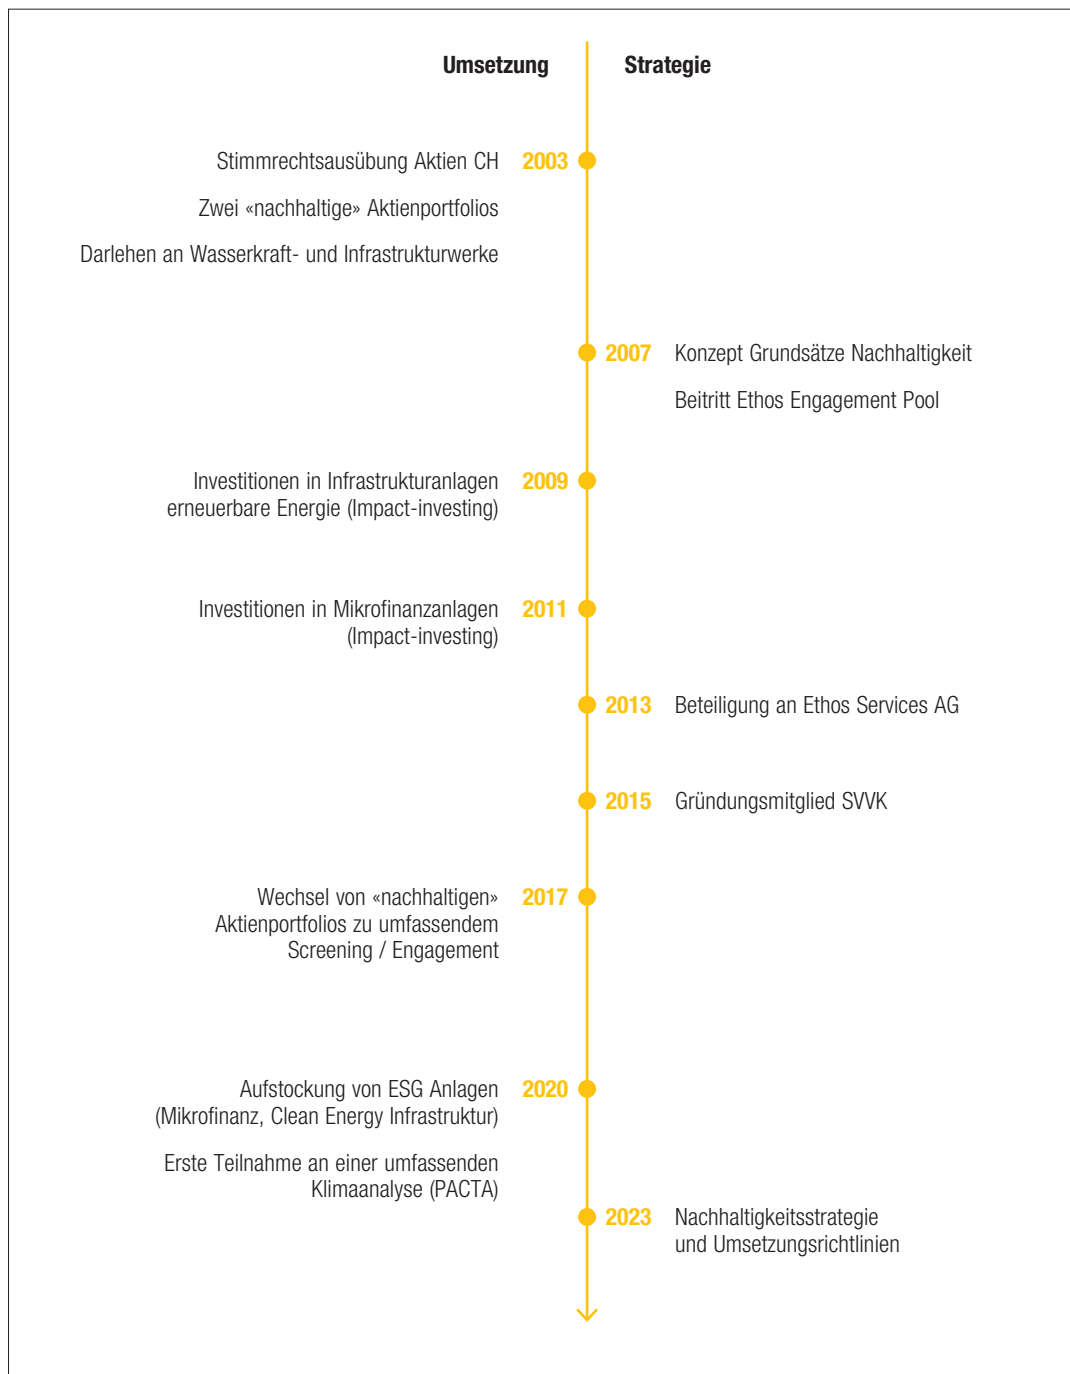 Umsetzung
Strategie
Stimmrechtsausübung Aktien CH
2003
Zwei «nachhaltige» Aktienportfolios
Darlehen an Wasserkraft- und Infrastrukturwerke
2007
Konzept Grundsätze Nachhaltigkeit
Beitritt Ethos Engagement Pool
Investitionen in Infrastrukturanlagen
2009
erneuerbare Energie (Impact-investing)
Investitionen in Mikrofinanzanlagen
2011
(Impact-investing)
2013
Beteiligung an Ethos Services AG
2015
Gründungsmitglied SVVK
Wechsel von «nachhaltigen»
2017
Aktienportfolios zu umfassendem
Screening / Engagement
Aufstockung von ESG Anlagen
2020
(Mikrofinanz, Clean Energy Infrastruktur)
Erste Teilnahme an einer umfassenden
Klimaanalyse (PACTA)
2023
Nachhaltigkeitsstrategie
und Umsetzungsrichtlinien